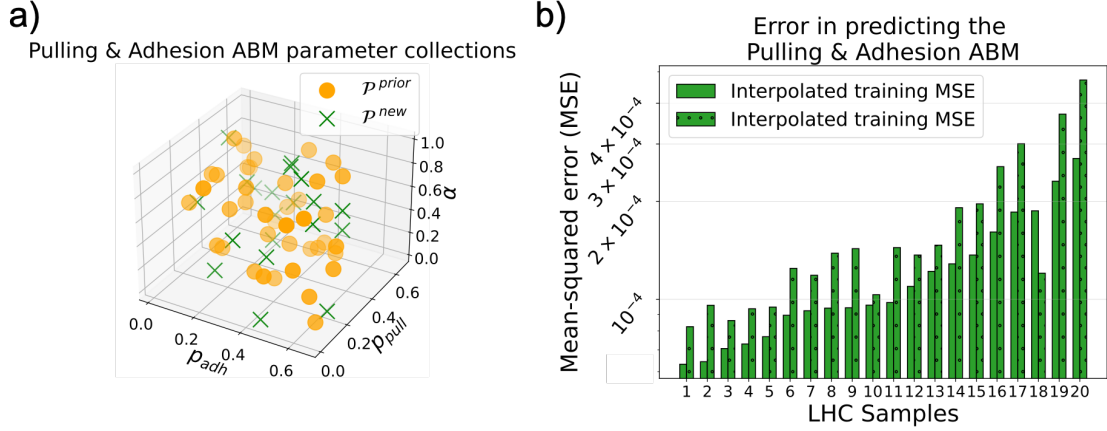 a)
Pulling & Adhesion ABM parameter collections
P^prior
P^new
1.0
0.8
0.6
0.4
0.2
0.0
α
0.6
0.4
0.2
0.0
P_pull
0.0
0.2
0.4
0.6
P_adh
b)
Error in predicting the
Pulling & Adhesion ABM
Interpolated training MSE
Interpolated training MSE
Mean-squared error (MSE)
4 × 10⁻⁴
3 × 10⁻⁴
2 × 10⁻⁴
10⁻⁴
1 2 3 4 5 6 7 8 9 10 11 12 13 14 15 16 17 18 19 20
LHC Samples